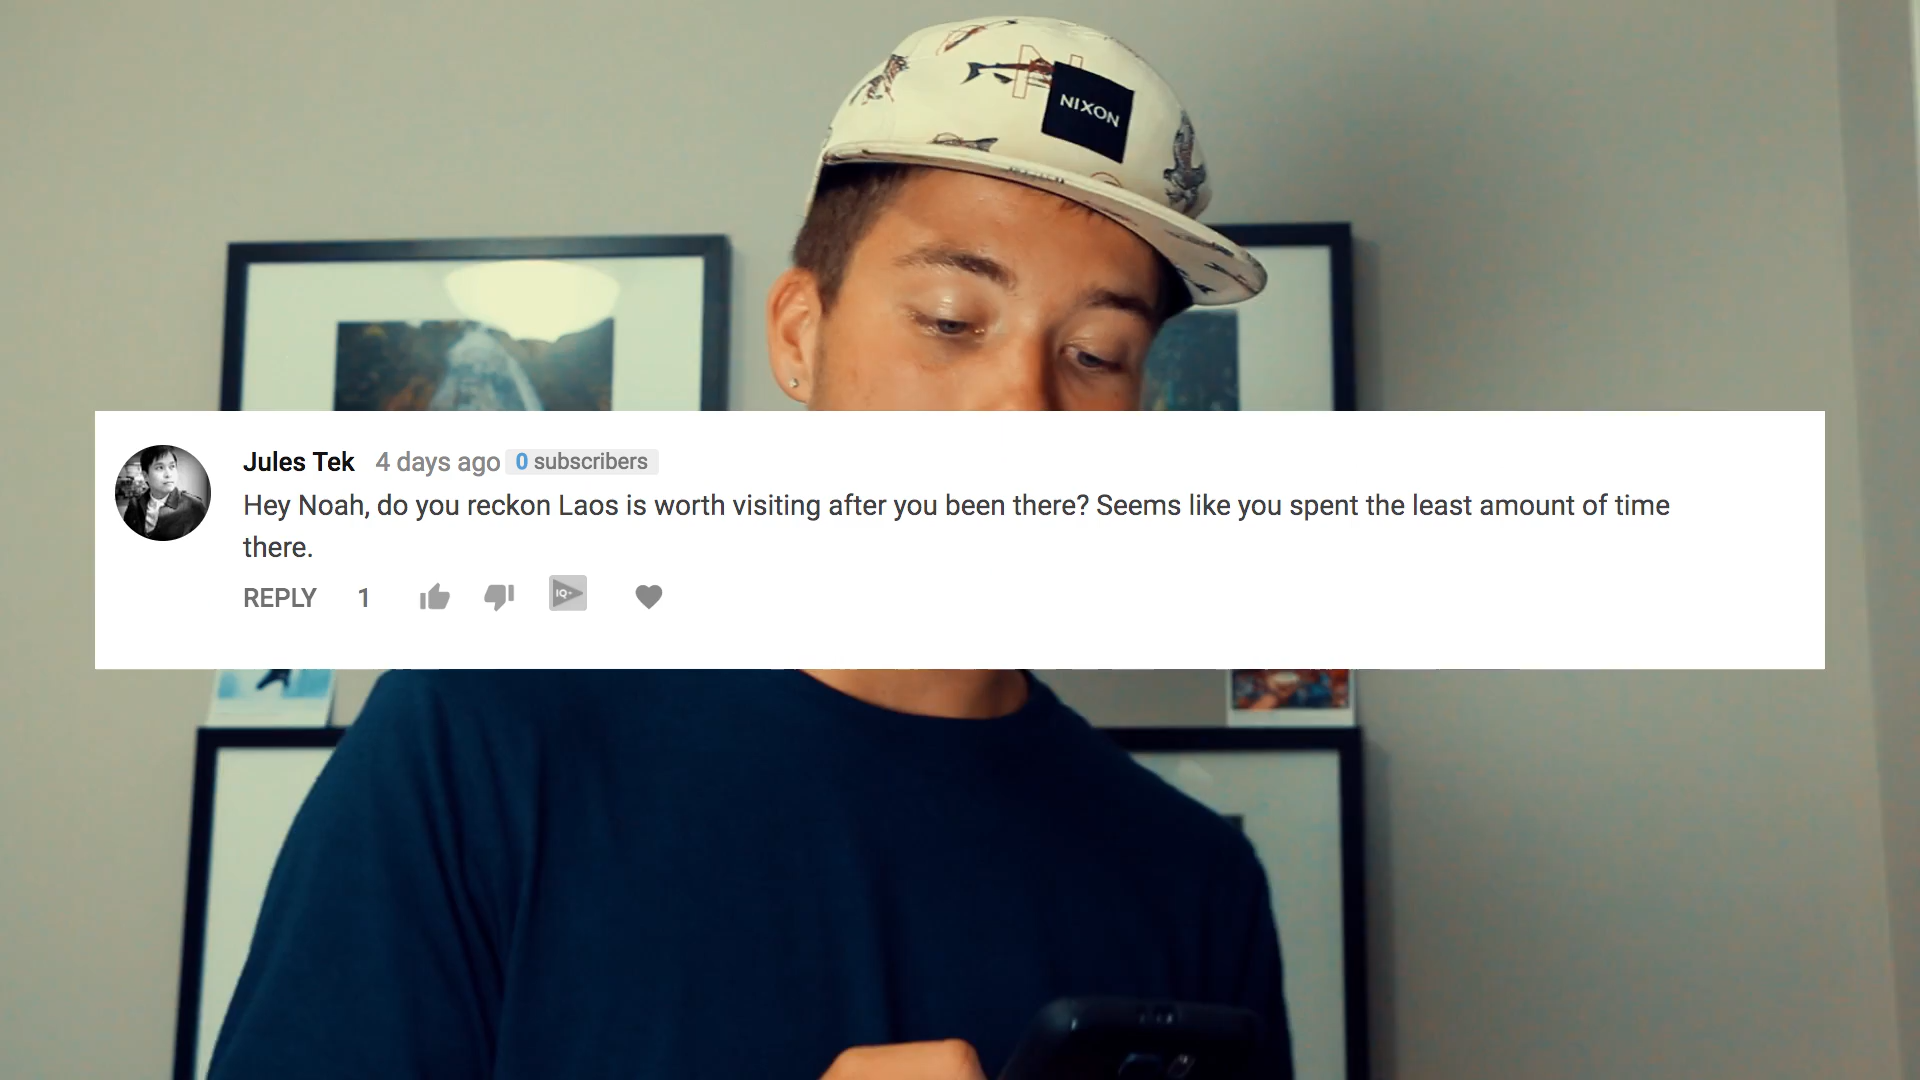 NIXON
Jules Tek 4 days ago 0 subscribers
Hey Noah, do you reckon Laos is worth visiting after you been there? Seems like you spent the least amount of time
there.
REPLY 1 IQ